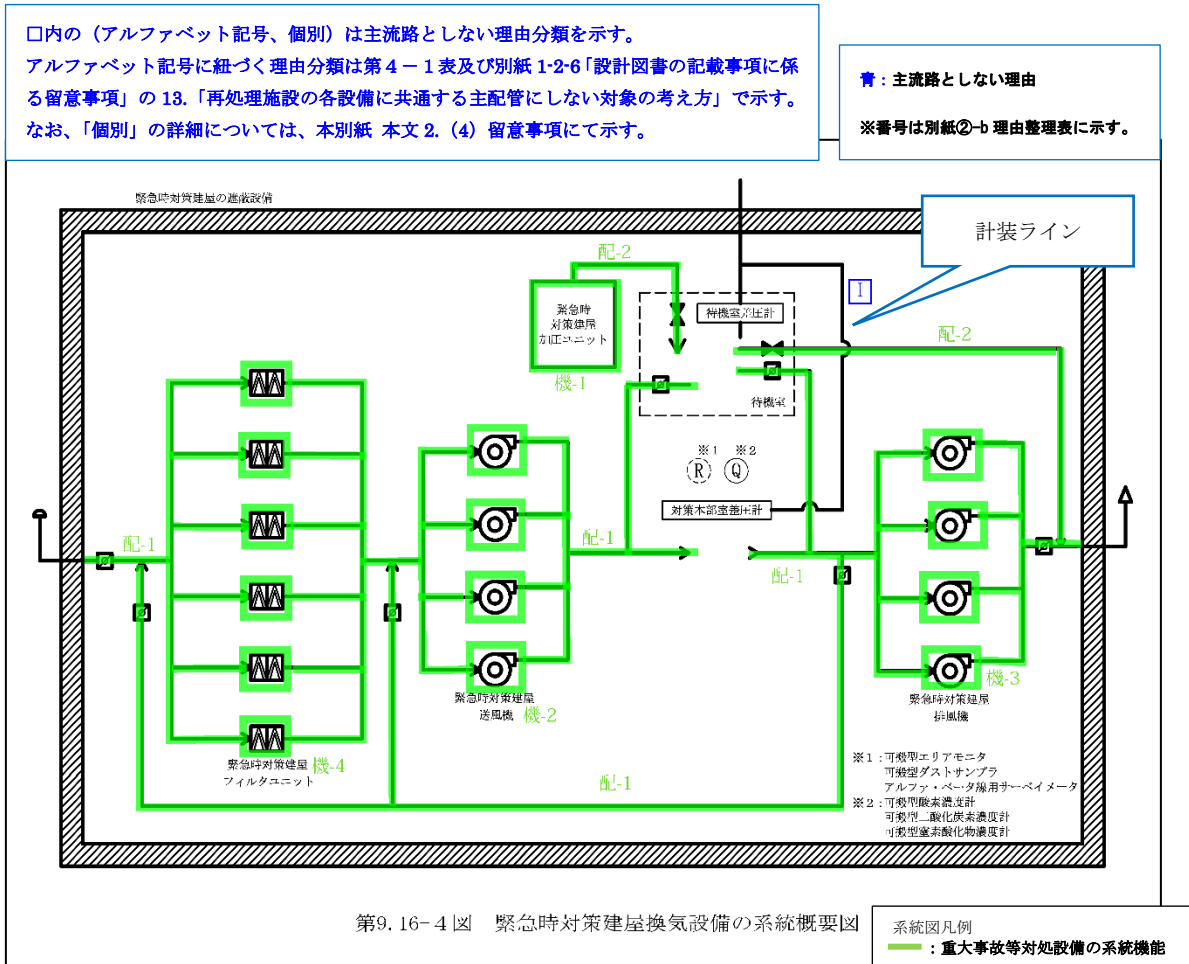 □内の（アルファベット記号、個別）は主流路としない理由分類を示す。
アルファベット記号に紐づく理由分類は第４－１表及び別紙 1-2-6「設計図書の記載事項に係
る留意事項」の 13.「再処理施設の各設備に共通する主配管にしない対象の考え方」で示す。
なお、「個別」の詳細については、本別紙 本文 2.（4）留意事項にて示す。
青：主流路としない理由
※番号は別紙②-b 理由整理表に示す。
緊急時対策建屋の遮蔽設備
計装ライン
配-2
I
緊急時
対策建屋
加圧ユニット
機-1
待機室差圧計
配-2
待機室
※1 ※2
R Q
対策本部室差圧計
配-1
配-1
配-1
緊急時対策建屋
送風機
機-2
機-3
緊急時対策建屋
排風機
緊急時対策建屋
フィルタユニット
機-4
配-1
※1：可搬型エリアモニタ
可搬型ダストサンプラ
アルファ・ベータ線用サーベイメータ
※2：可搬型酸素濃度計
可搬型二酸化炭素濃度計
可搬型窒素酸化物濃度計
第9.16-4図 緊急時対策建屋換気設備の系統概要図
系統図凡例
：重大事故等対処設備の系統機能